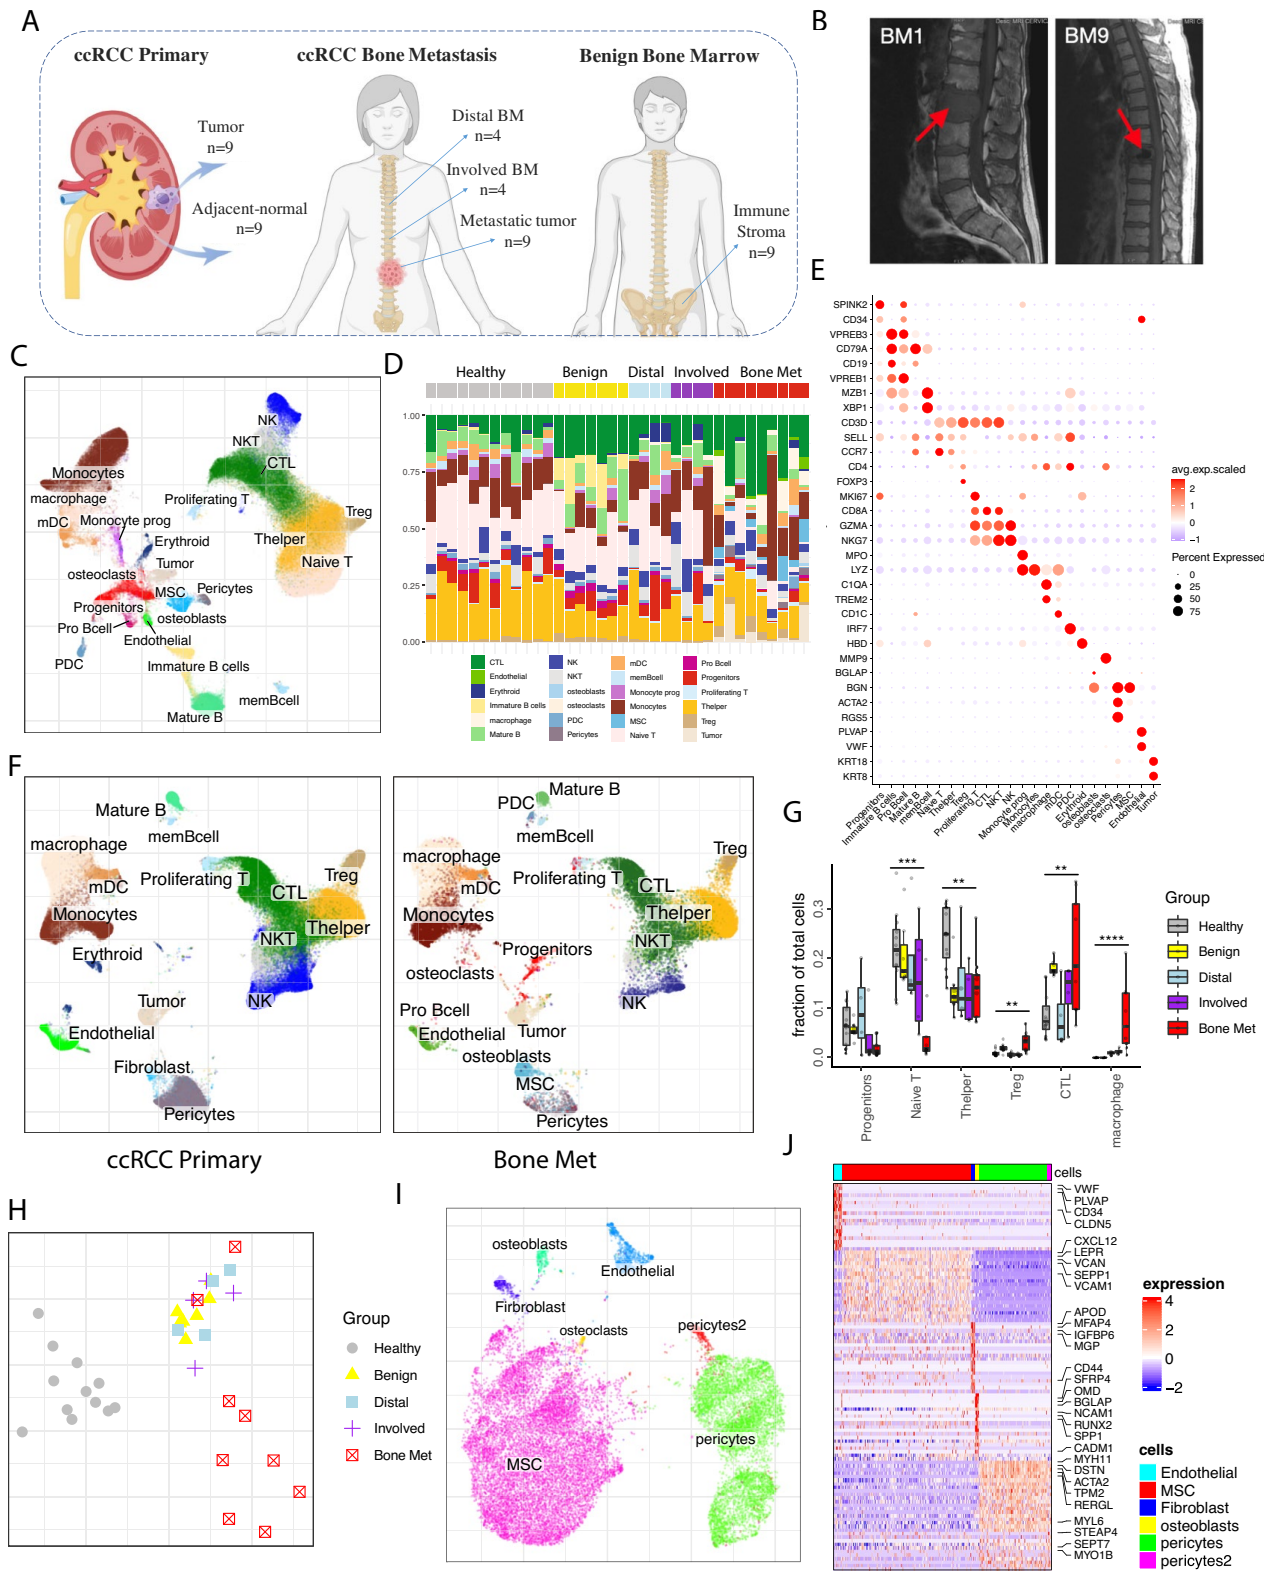 A
ccRCC Primary
ccRCC Bone Metastasis
Benign Bone Marrow
Tumor
n=9
Adjacent-normal
n=9
Distal BM
n=4
Involved BM
n=4
Metastatic tumor
n=9
Immune
Stroma
n=9
B
BM1
BM9
C
NK
NKT
CTL
Monocytes
macrophage
Proliferating T
Treg
mDC
Monocyte prog
Erythroid
Thelper
Naive T
Tumor
osteoclasts
MSC
Pericytes
Progenitors
osteoblasts
Pro Bcell
Endothelial
PDC
Immature B cells
memBcell
Mature B
D
Healthy
Benign
Distal
Involved
Bone Met
1.00
0.75
0.50
0.25
0.00
CTL
Endothelial
Erythroid
Immature B cells
macrophage
Mature B
NK
NKT
osteoblasts
osteoclasts
PDC
Pericytes
mDC
memBcell
Monocyte prog
Monocytes
MSC
Naive T
Pro Bcell
Progenitors
Proliferating T
Thelper
Treg
Tumor
E
SPINK2
CD34
VPREB3
CD79A
CD19
VPREB1
MZB1
XBP1
CD3D
SELL
CCR7
CD4
FOXP3
MKI67
CD8A
GZMA
NKG7
MPO
LYZ
C1QA
TREM2
CD1C
IRF7
HBD
MMP9
BGLAP
BGN
ACTA2
RGS5
PLVAP
VWF
KRT18
KRT8
Progenitors
Immature B cells
Pro Bcell
Mature B
memBcell
Naive T
Thelper
Treg
Proliferating T
CTL
NKT
NK
Monocyte prog
Monocytes
macrophage
mDC
PDC
Erythroid
osteoblasts
osteoclasts
Pericytes
MSC
Endothelial
Tumor
avg.exp.scaled
2
1
0
−1
Percent Expressed
0
25
50
75
F
Mature B
memBcell
macrophage
mDC
Proliferating T
CTL
Treg
Monocytes
Thelper
NKT
Erythroid
NK
Tumor
Endothelial
Fibroblast
Pericytes
ccRCC Primary
Mature B
PDC
memBcell
macrophage
mDC
Proliferating T
CTL
Treg
Monocytes
Thelper
NKT
Progenitors
osteoclasts
NK
Pro Bcell
Endothelial
Tumor
osteoblasts
MSC
Pericytes
Bone Met
G
fraction of total cells
0.3
0.2
0.1
0.0
***
**
**
**
****
Progenitors
Naive T
Thelper
Treg
CTL
macrophage
Group
Healthy
Benign
Distal
Involved
Bone Met
H
Group
Healthy
Benign
Distal
Involved
Bone Met
I
osteoblasts
Endothelial
Firbroblast
osteoclasts
pericytes2
pericytes
MSC
J
cells
VWF
PLVAP
CD34
CLDN5
CXCL12
LEPR
VCAN
SEPP1
VCAM1
APOD
MFAP4
IGFBP6
MGP
CD44
SFRP4
OMD
BGLAP
NCAM1
RUNX2
SPP1
CADM1
MYH11
DSTN
ACTA2
TPM2
RERGL
MYL6
STEAP4
SEPT7
MYO1B
expression
4
2
0
−2
cells
Endothelial
MSC
Fibroblast
osteoblasts
pericytes
pericytes2